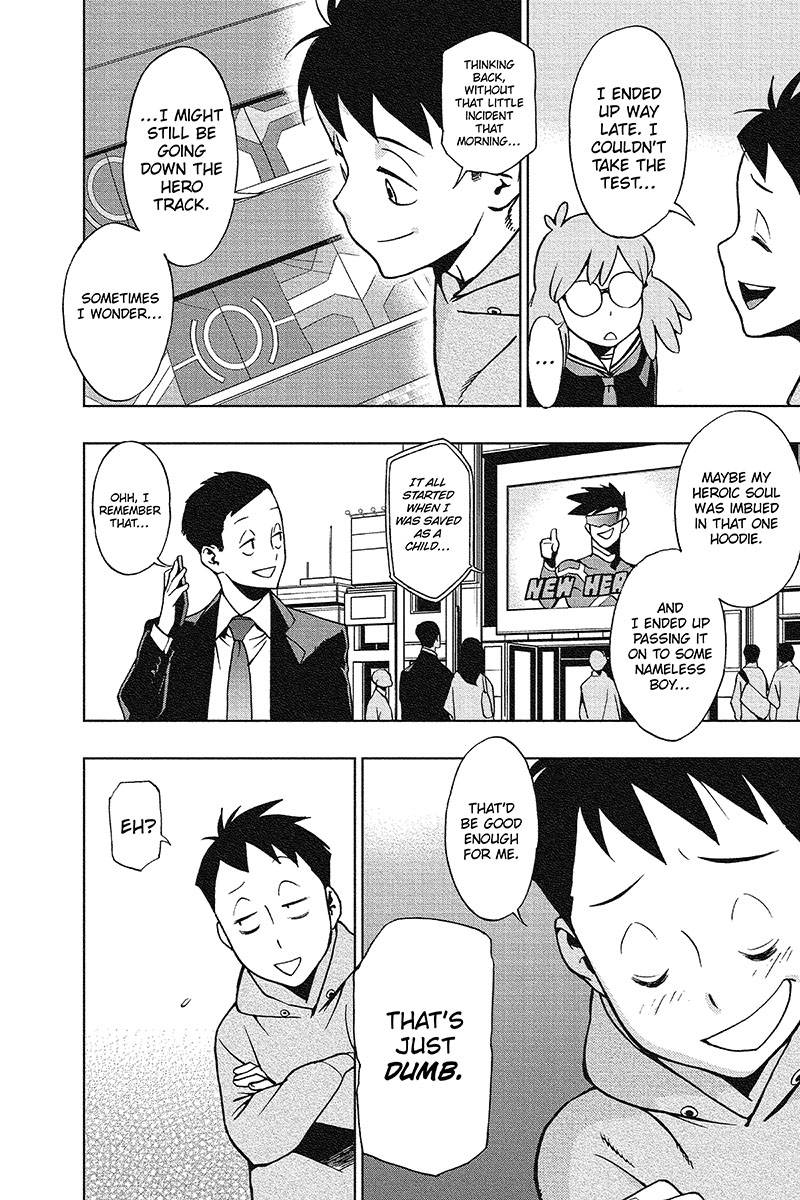 I ENDED
UP WAY
LATE. I
COULDN'T
TAKE THE
TEST...
...
THINKING
BACK,
WITHOUT
THAT LITTLE
INCIDENT
THAT
MORNING...
...I MIGHT
STILL BE
GOING
DOWN THE
HERO
TRACK.
SOMETIMES
I WONDER...
MAYBE MY
HEROIC SOUL
WAS IMBUED
IN THAT ONE
HOODIE.
AND
I ENDED UP
PASSING IT
ON TO SOME
NAMELESS
BOY...
NEW HER
IT ALL
STARTED
WHEN I
WAS SAVED
AS A
CHILD...
OHH, I
REMEMBER
THAT...
THAT'D
BE GOOD
ENOUGH
FOR ME.
THAT'S
JUST
DUMB.
EH?